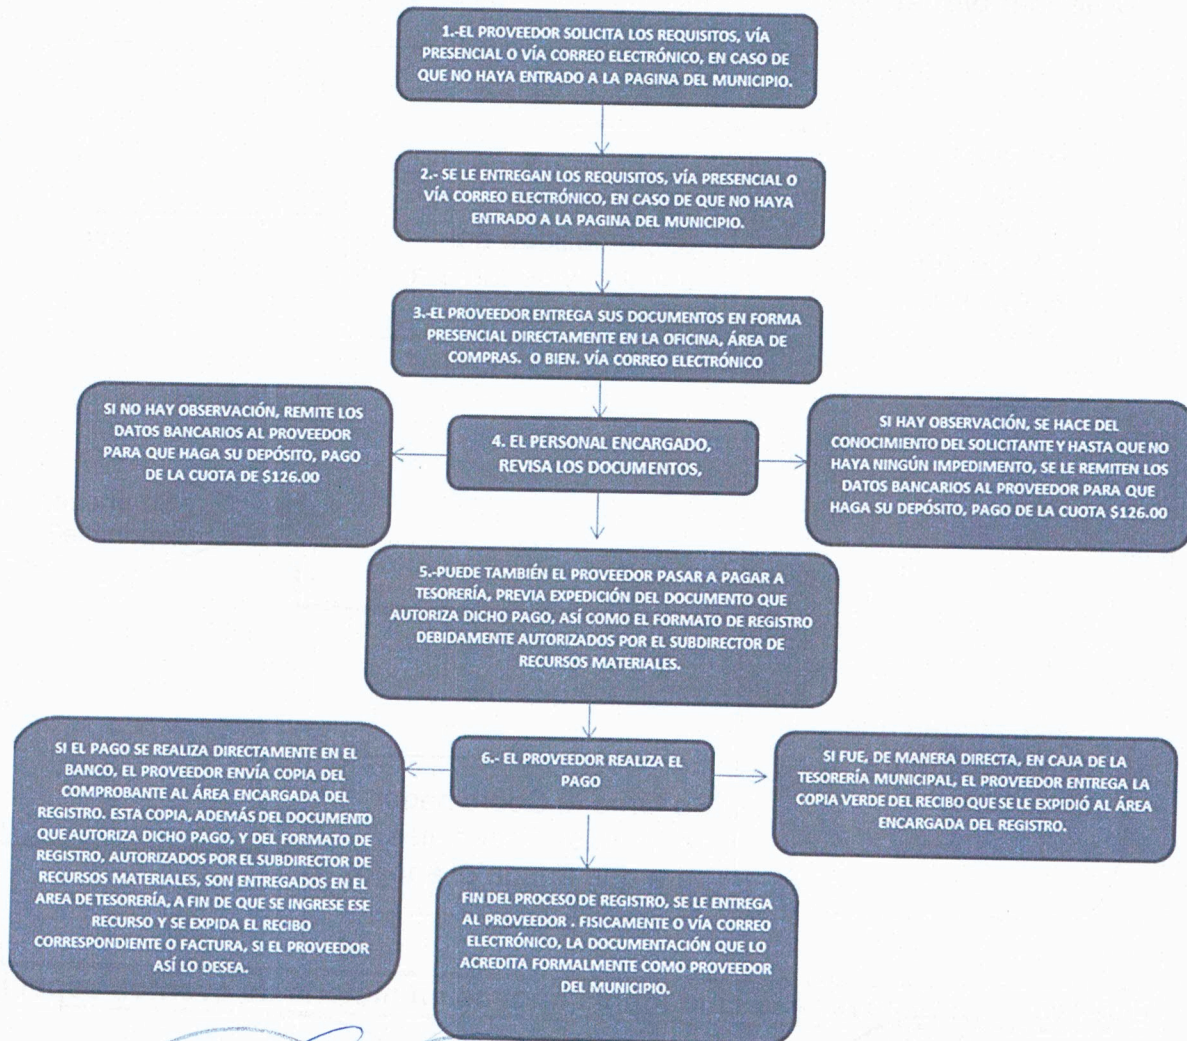 1.-EL PROVEEDOR SOLICITA LOS REQUISITOS, VÍA
PRESENCIAL O VÍA CORREO ELECTRÓNICO, EN CASO DE
QUE NO HAYA ENTRADO A LA PAGINA DEL MUNICIPIO.
2.- SE LE ENTREGAN LOS REQUISITOS, VÍA PRESENCIAL O
VÍA CORREO ELECTRÓNICO, EN CASO DE QUE NO HAYA
ENTRADO A LA PAGINA DEL MUNICIPIO.
3.-EL PROVEEDOR ENTREGA SUS DOCUMENTOS EN FORMA
PRESENCIAL DIRECTAMENTE EN LA OFICINA, ÁREA DE
COMPRAS. O BIEN. VÍA CORREO ELECTRÓNICO
SI NO HAY OBSERVACIÓN, REMITE LOS
DATOS BANCARIOS AL PROVEEDOR
PARA QUE HAGA SU DEPÓSITO, PAGO
DE LA CUOTA DE $126.00
4. EL PERSONAL ENCARGADO,
REVISA LOS DOCUMENTOS,
SI HAY OBSERVACIÓN, SE HACE DEL
CONOCIMIENTO DEL SOLICITANTE Y HASTA QUE NO
HAYA NINGÚN IMPEDIMENTO, SE LE REMITEN LOS
DATOS BANCARIOS AL PROVEEDOR PARA QUE
HAGA SU DEPÓSITO, PAGO DE LA CUOTA $126.00
5.-PUEDE TAMBIÉN EL PROVEEDOR PASAR A PAGAR A
TESORERÍA, PREVIA EXPEDICIÓN DEL DOCUMENTO QUE
AUTORIZA DICHO PAGO, ASÍ COMO EL FORMATO DE REGISTRO
DEBIDAMENTE AUTORIZADOS POR EL SUBDIRECTOR DE
RECURSOS MATERIALES.
SI EL PAGO SE REALIZA DIRECTAMENTE EN EL
BANCO, EL PROVEEDOR ENVÍA COPIA DEL
COMPROBANTE AL ÁREA ENCARGADA DEL
REGISTRO. ESTA COPIA, ADEMÁS DEL DOCUMENTO
QUE AUTORIZA DICHO PAGO, Y DEL FORMATO DE
REGISTRO, AUTORIZADOS POR EL SUBDIRECTOR DE
RECURSOS MATERIALES, SON ENTREGADOS EN EL
AREA DE TESORERÍA, A FIN DE QUE SE INGRESE ESE
RECURSO Y SE EXPIDA EL RECIBO
CORRESPONDIENTE O FACTURA, SI EL PROVEEDOR
ASÍ LO DESEA.
6.- EL PROVEEDOR REALIZA EL
PAGO
SI FUE, DE MANERA DIRECTA, EN CAJA DE LA
TESORERÍA MUNICIPAL, EL PROVEEDOR ENTREGA LA
COPIA VERDE DEL RECIBO QUE SE LE EXPIDIÓ AL ÁREA
ENCARGADA DEL REGISTRO.
FIN DEL PROCESO DE REGISTRO, SE LE ENTREGA
AL PROVEEDOR . FISICAMENTE O VÍA CORREO
ELECTRÓNICO, LA DOCUMENTACIÓN QUE LO
ACREDITA FORMALMENTE COMO PROVEEDOR
DEL MUNICIPIO.